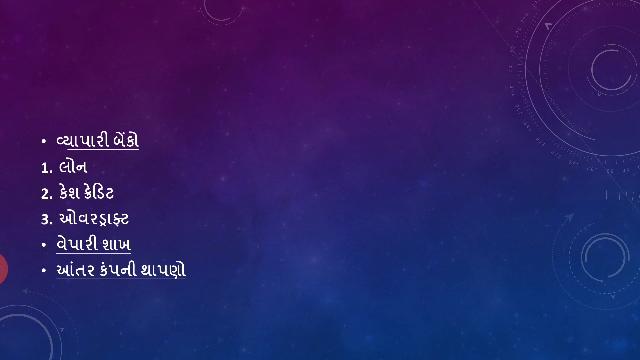 • વ્યાપારી બેંકો
1. લોન
2. કેશ ક્રેડિટ
3. ઓવરડ્રાફ્ટ
• વેપારી શાખ
• આંતર કંપની થાપણો